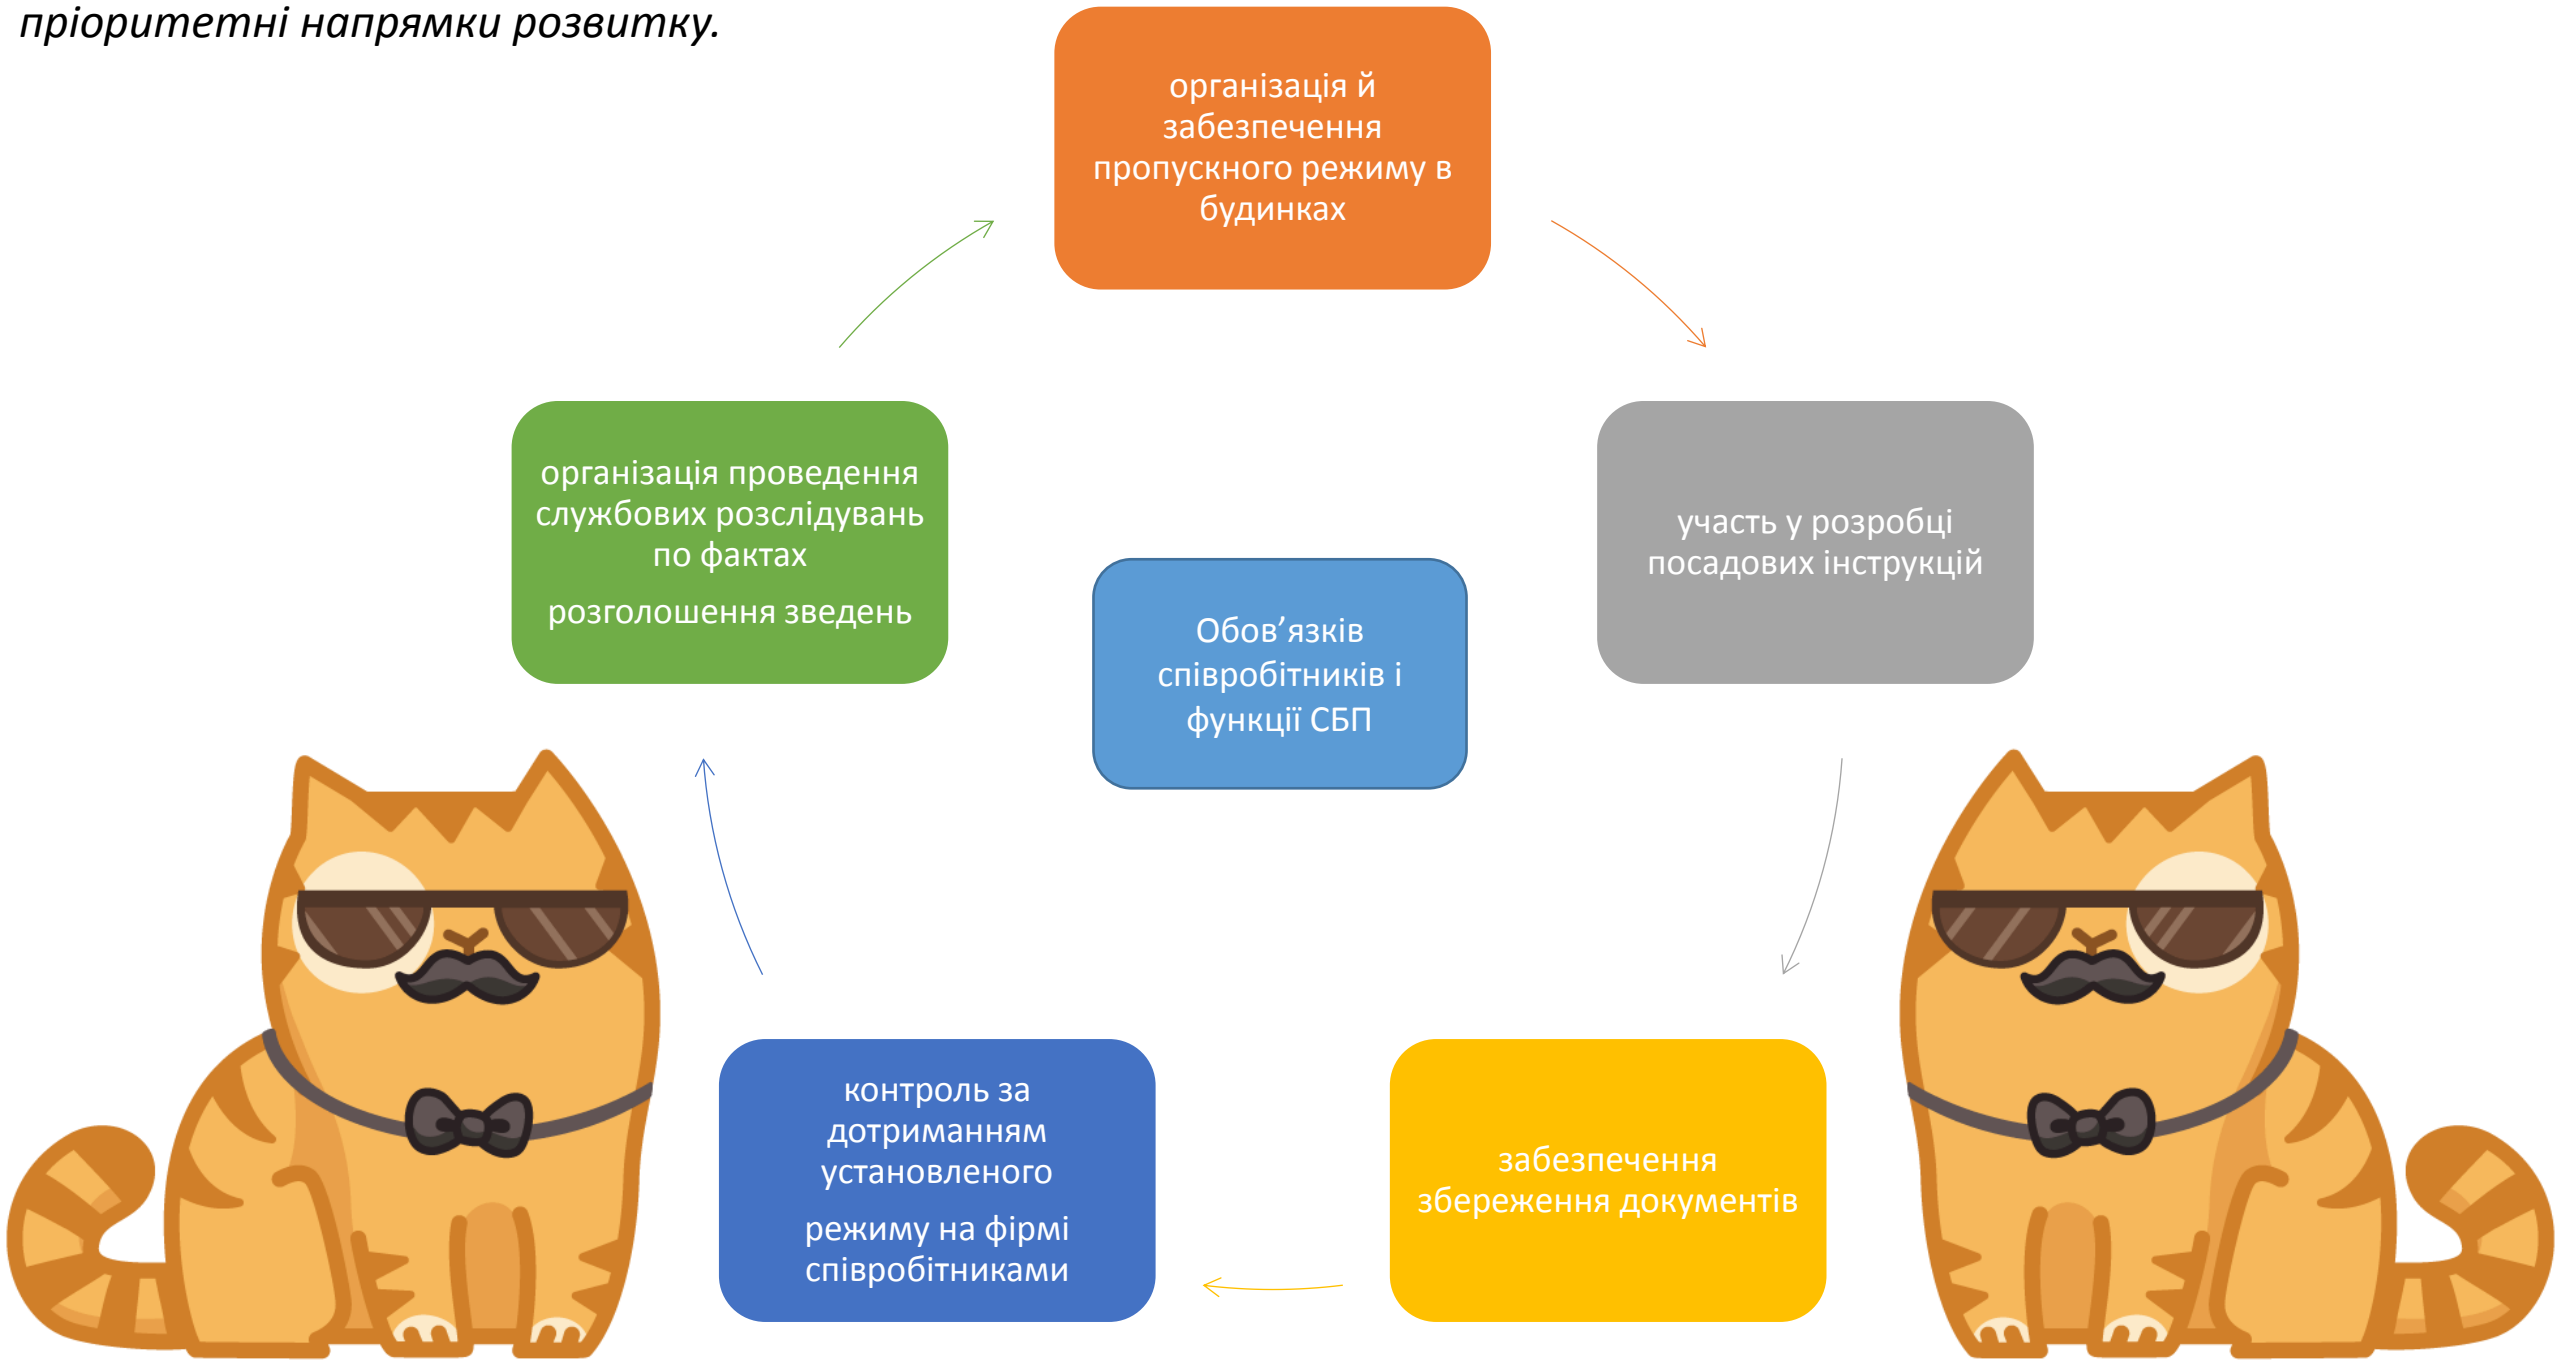 пріоритетні напрямки розвитку.
організація й
забезпечення
пропускного режиму в
будинках
організація проведення
службових розслідувань
по фактах
розголошення зведень
участь у розробці
посадових інструкцій
Обов’язків
співробітників і
функції СБП
контроль за
дотриманням
установленого
режиму на фірмі
співробітниками
забезпечення
збереження документів